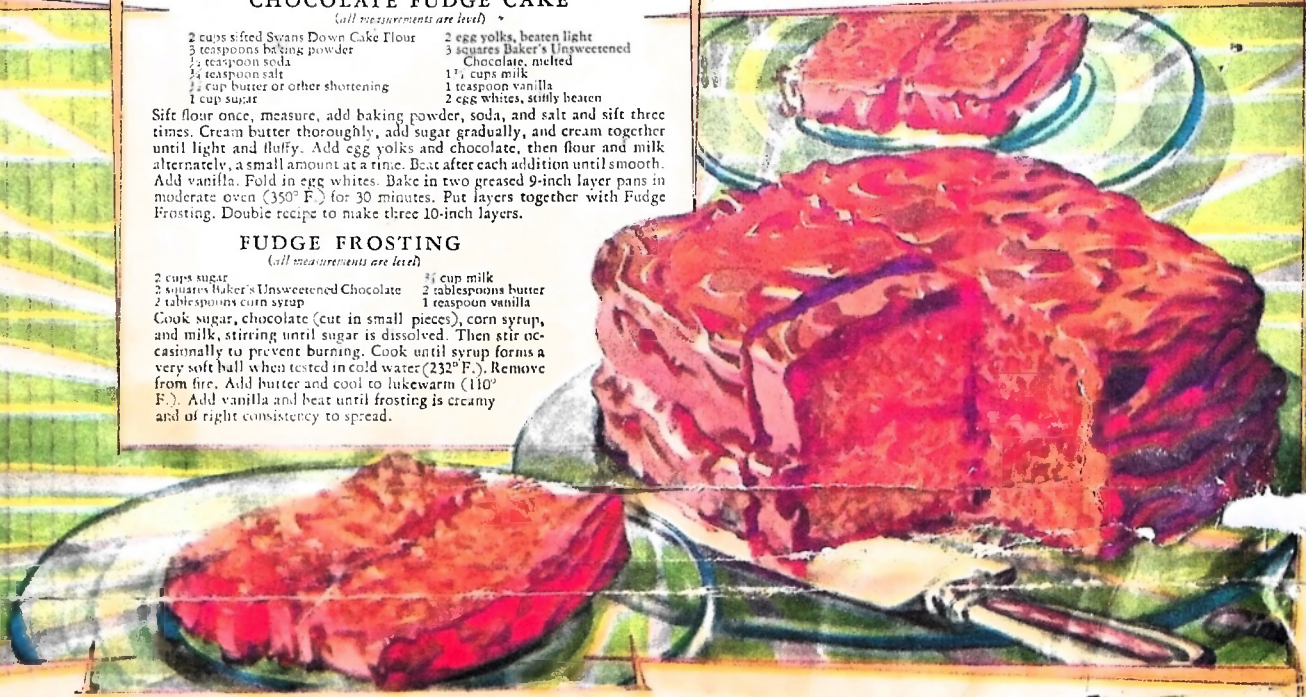 CHOCOLATE FUDGE CAKE
(all measurements are level)
2 cups sifted Swans Down Cake Flour
3 teaspoons baking powder
teaspoon soda
teaspoon salt
cup butter or other shortening
1 cup sugar
2 egg yolks, beaten light
3 squares Baker's Unsweetened
Chocolate, melted
cups milk
1 teaspoon vanilla
2 egg whites, stiffly beaten
Sift flour once, measure, add baking powder, soda, and salt and sift three
times. Cream butter thoroughly, add sugar gradually, and cream together
until light and fluffy. Add egg yolks and chocolate, then flour and milk
alternately, a small amount at a time. Beat after each addition until smooth.
Add vanilla. Fold in egg whites. Bake in two greased 9-inch layer pans in
moderate oven (350° F.) for 30 minutes. Put layers together with Fudge
Frosting. Double recipe to make three 10-inch layers.
FUDGE FROSTING
(all measurements are level)
2 cups sugar
2 squares Baker's Unsweetened Chocolate
2 tablespoons corn syrup
¾ cup milk
2 tablespoons butter
1 teaspoon vanilla
Cook sugar, chocolate (cut in small pieces), corn syrup,
and milk, stirring until sugar is dissolved. Then stir oc-
casionally to prevent burning. Cook until syrup forms a
very soft ball when tested in cold water (232° F.). Remove
from fire. Add butter and cool to lukewarm (110°
F.). Add vanilla and beat until frosting is creamy
and of right consistency to spread.